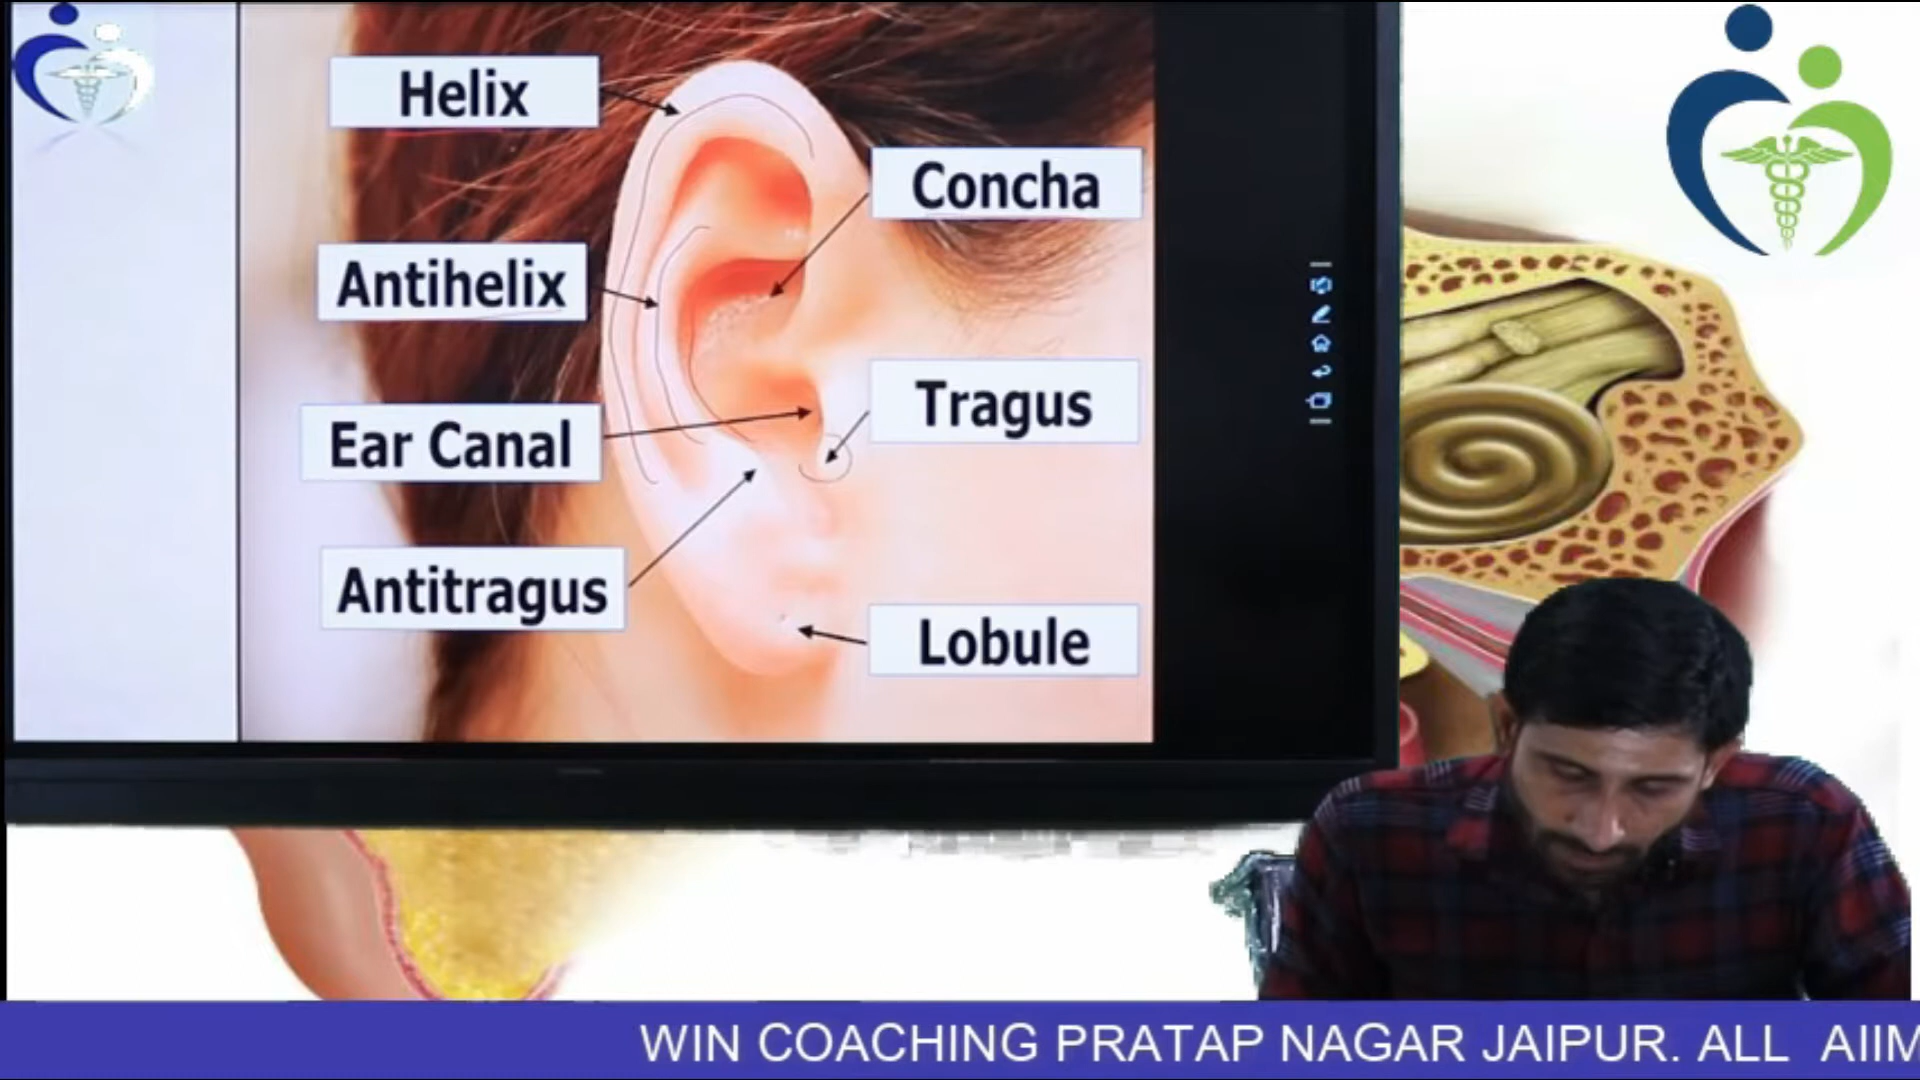 Helix
Concha
Antihelix
Tragus
Ear Canal
Antitragus
Lobule
WIN COACHING PRATAP NAGAR JAIPUR. ALL AIIM